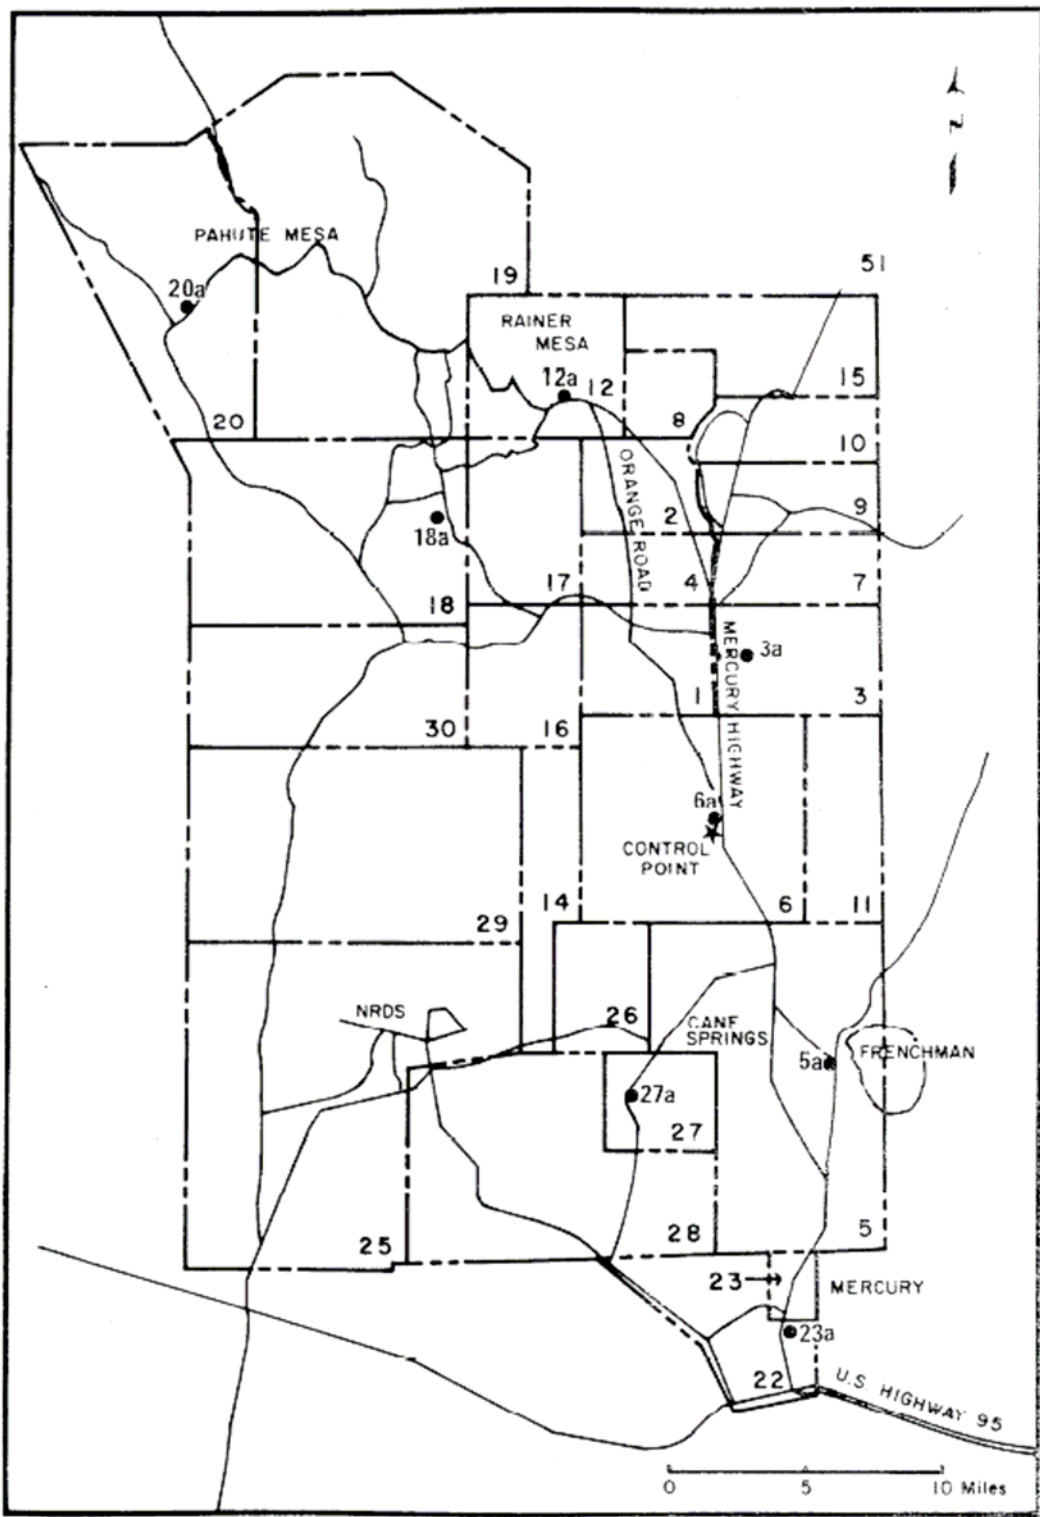 N
PAHUTE MESA
51
19
20a
RAINER
MESA
12a
12
15
20
8
10
ORANGE ROAD
2
9
18a
17
4
7
18
MERCURY HIGHWAY
3a
1
3
30
16
6a
CONTROL
POINT
14
6
11
29
NRDS
26
CANE
SPRINGS
5a
FRENCHMAN
27a
27
25
28
5
23
MERCURY
23a
22
U.S. HIGHWAY 95
0 5 10 Miles